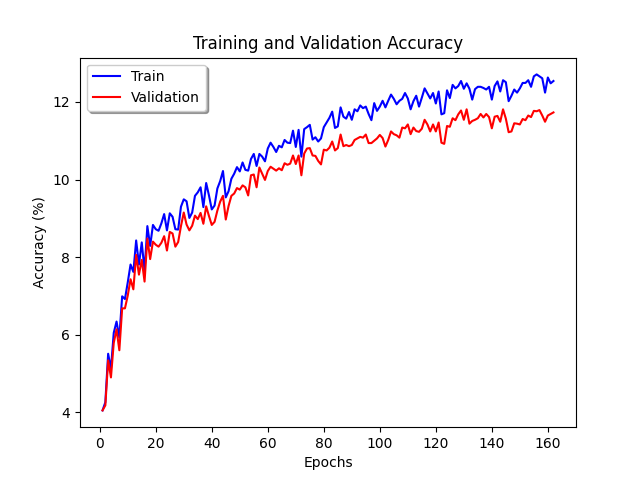 Training and Validation Accuracy
Train
Validation
Accuracy (%)
12
10
8
6
4
0 20 40 60 80 100 120 140 160
Epochs